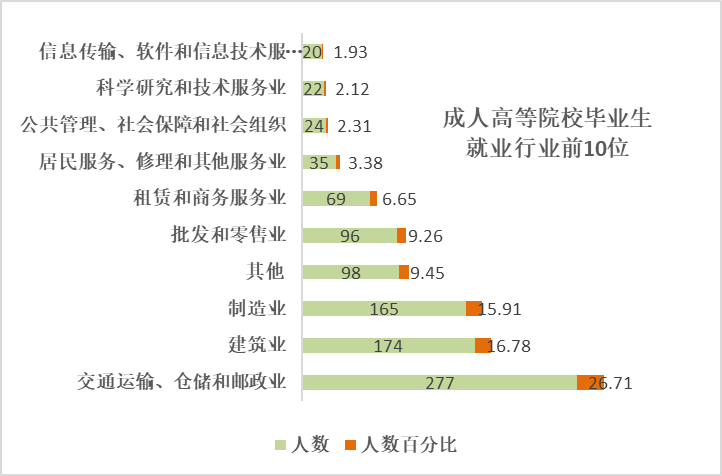 成人高等院校毕业生
就业行业前10位
信息传输、软件和信息技术服… 20 1.93
科学研究和技术服务业 22 2.12
公共管理、社会保障和社会组织 24 2.31
居民服务、修理和其他服务业 35 3.38
租赁和商务服务业 69 6.65
批发和零售业 96 9.26
其他 98 9.45
制造业 165 15.91
建筑业 174 16.78
交通运输、仓储和邮政业 277 26.71
人数 人数百分比